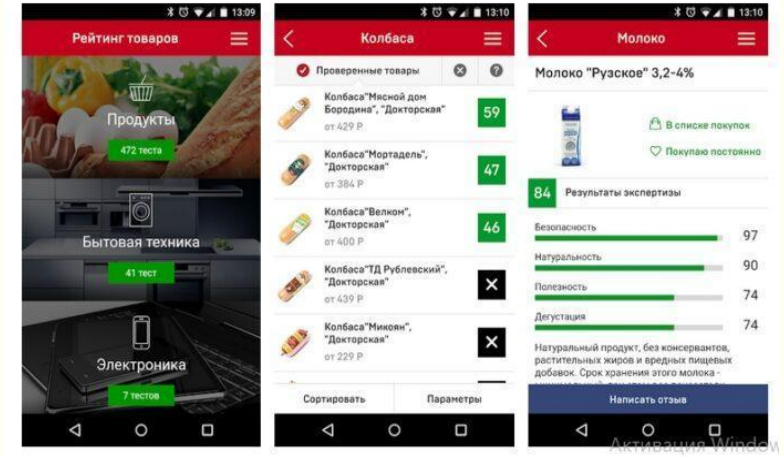 13:09
Рейтинг товаров
Продукты
472 теста
Бытовая техника
41 тест
Электроника
7 тестов
13:10
Колбаса
Проверенные товары
Колбаса"Мясной дом
Бородина", "Докторская"
от 429 Р
59
Колбаса"Мортадель",
"Докторская"
от 384 Р
47
Колбаса"Велком",
"Докторская"
от 400 Р
46
Колбаса"ТД Рублевский",
"Докторская"
от 439 Р
Колбаса"Микоян",
"Докторская"
от 229 Р
Сортировать
Параметры
13:10
Молоко
Молоко "Рузское" 3,2-4%
В списке покупок
Покупаю постоянно
84 Результаты экспертизы
Безопасность
97
Натуральность
90
Полезность
74
Дегустация
74
Натуральный продукт, без консервантов,
растительных жиров и вредных пищевых
добавок. Срок хранения этого молока -
Написать отзыв
Активация Window